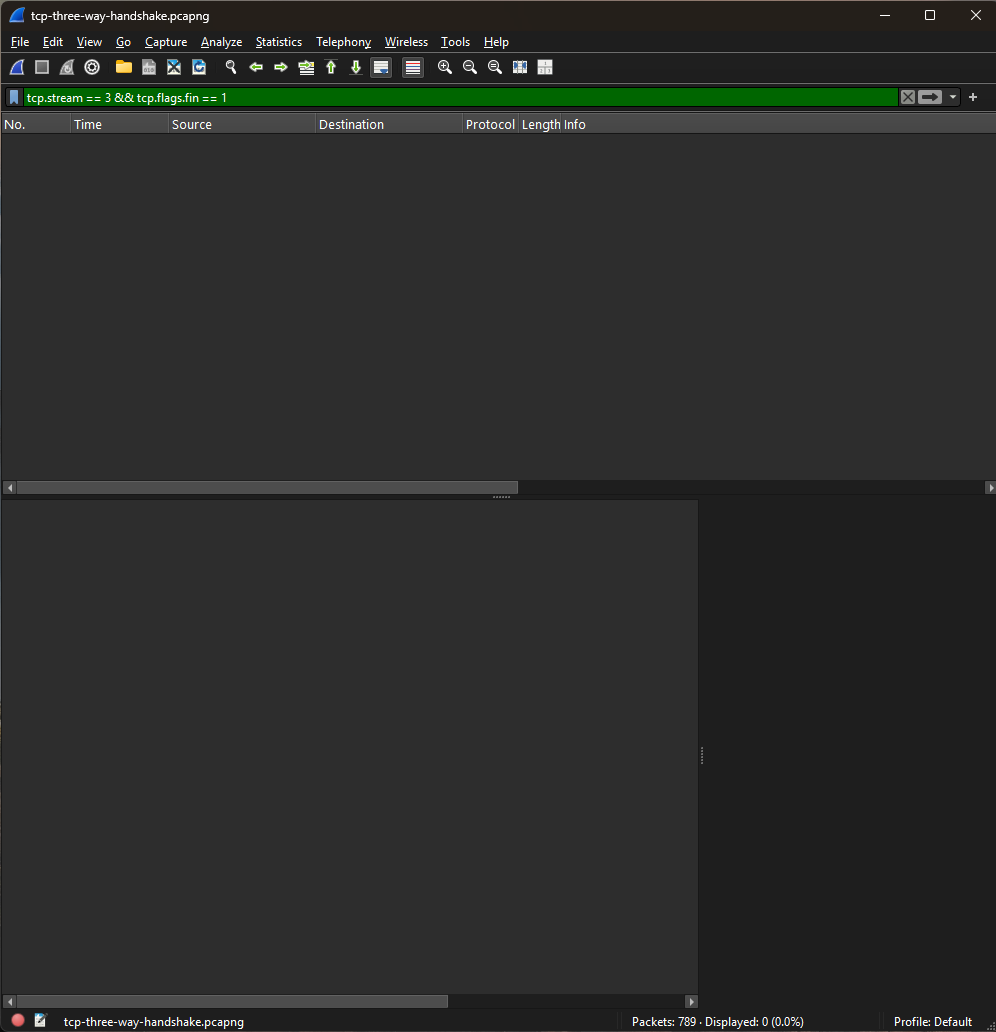 tcp-three-way-handshake.pcapng
File Edit View Go Capture Analyze Statistics Telephony Wireless Tools Help
tcp.stream == 3 && tcp.flags.fin == 1
No. Time Source Destination Protocol Length Info
tcp-three-way-handshake.pcapng Packets: 789 · Displayed: 0 (0.0%) Profile: Default